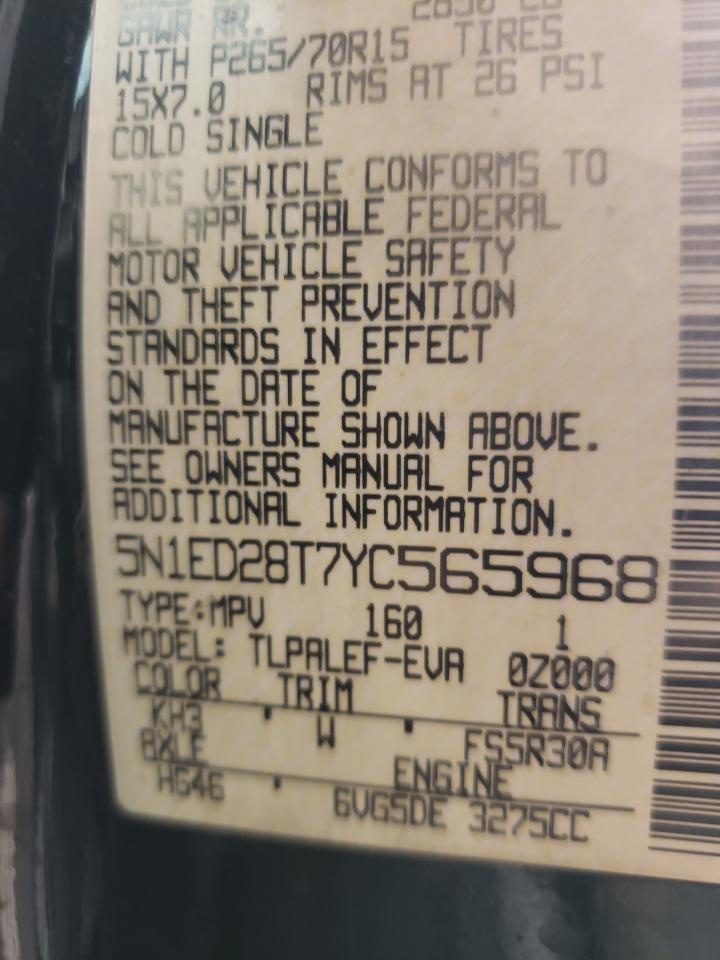 GAWR RR.
WITH P265/70R15 TIRES
15X7.0 RIMS AT 26 PSI
COLD SINGLE
THIS VEHICLE CONFORMS TO
ALL APPLICABLE FEDERAL
MOTOR VEHICLE SAFETY
AND THEFT PREVENTION
STANDARDS IN EFFECT
ON THE DATE OF
MANUFACTURE SHOWN ABOVE.
SEE OWNERS MANUAL FOR
ADDITIONAL INFORMATION.
5N1ED28T7YC565968
TYPE:MPV 160 1
MODEL: TLPALEF-EVA 0Z000
COLOR TRIM TRANS
KH3 W FS5R30A
AXLE ENGINE
HG46 6VG5DE 3275CC